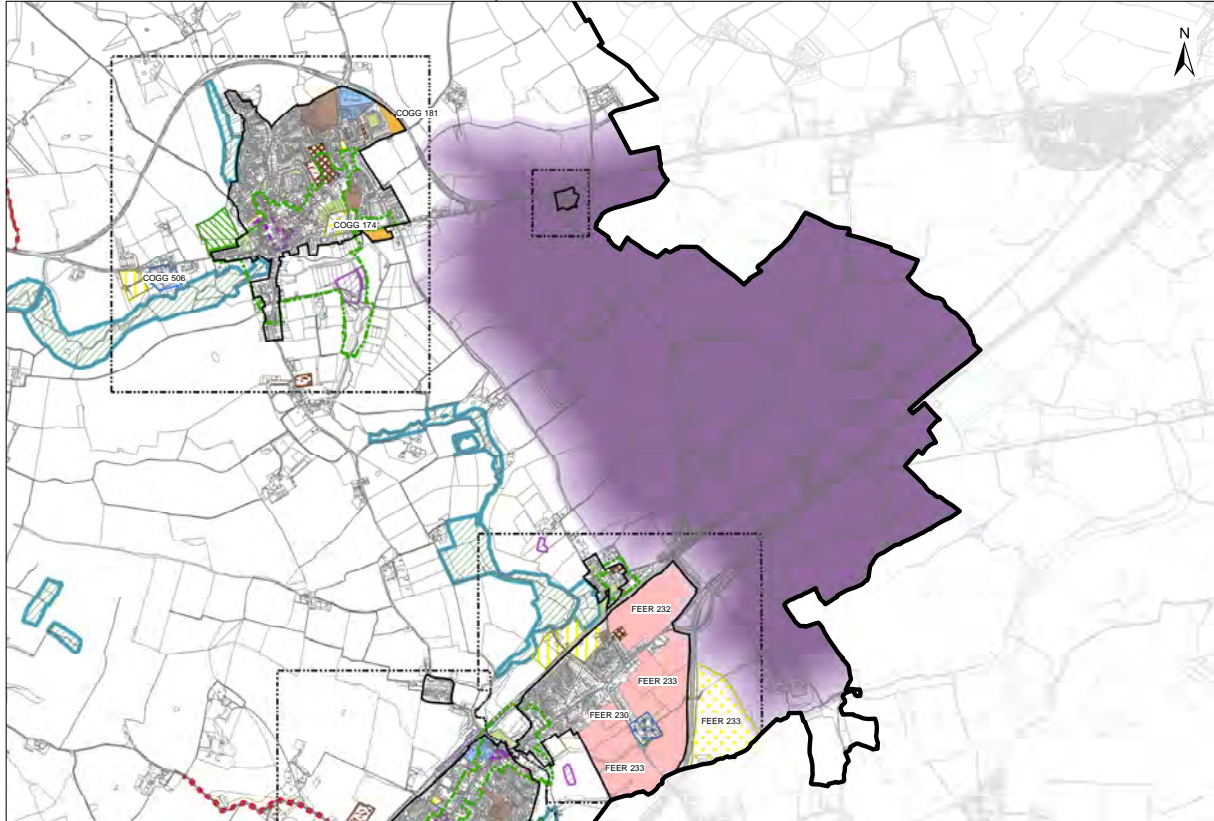 N
COGG 181
COGG 174
COGG 506
FEER 232
FEER 233
FEER 230
FEER 233
FEER 233